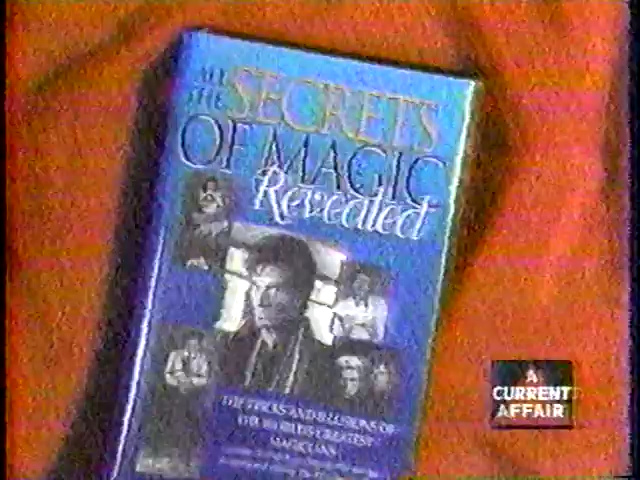 ALL
THE SECRETS
OF MAGIC
Revealed
THE TRICKS AND ILLUSIONS OF
THE WORLD'S GREATEST
MAGICIANS
A
CURRENT
AFFAIR